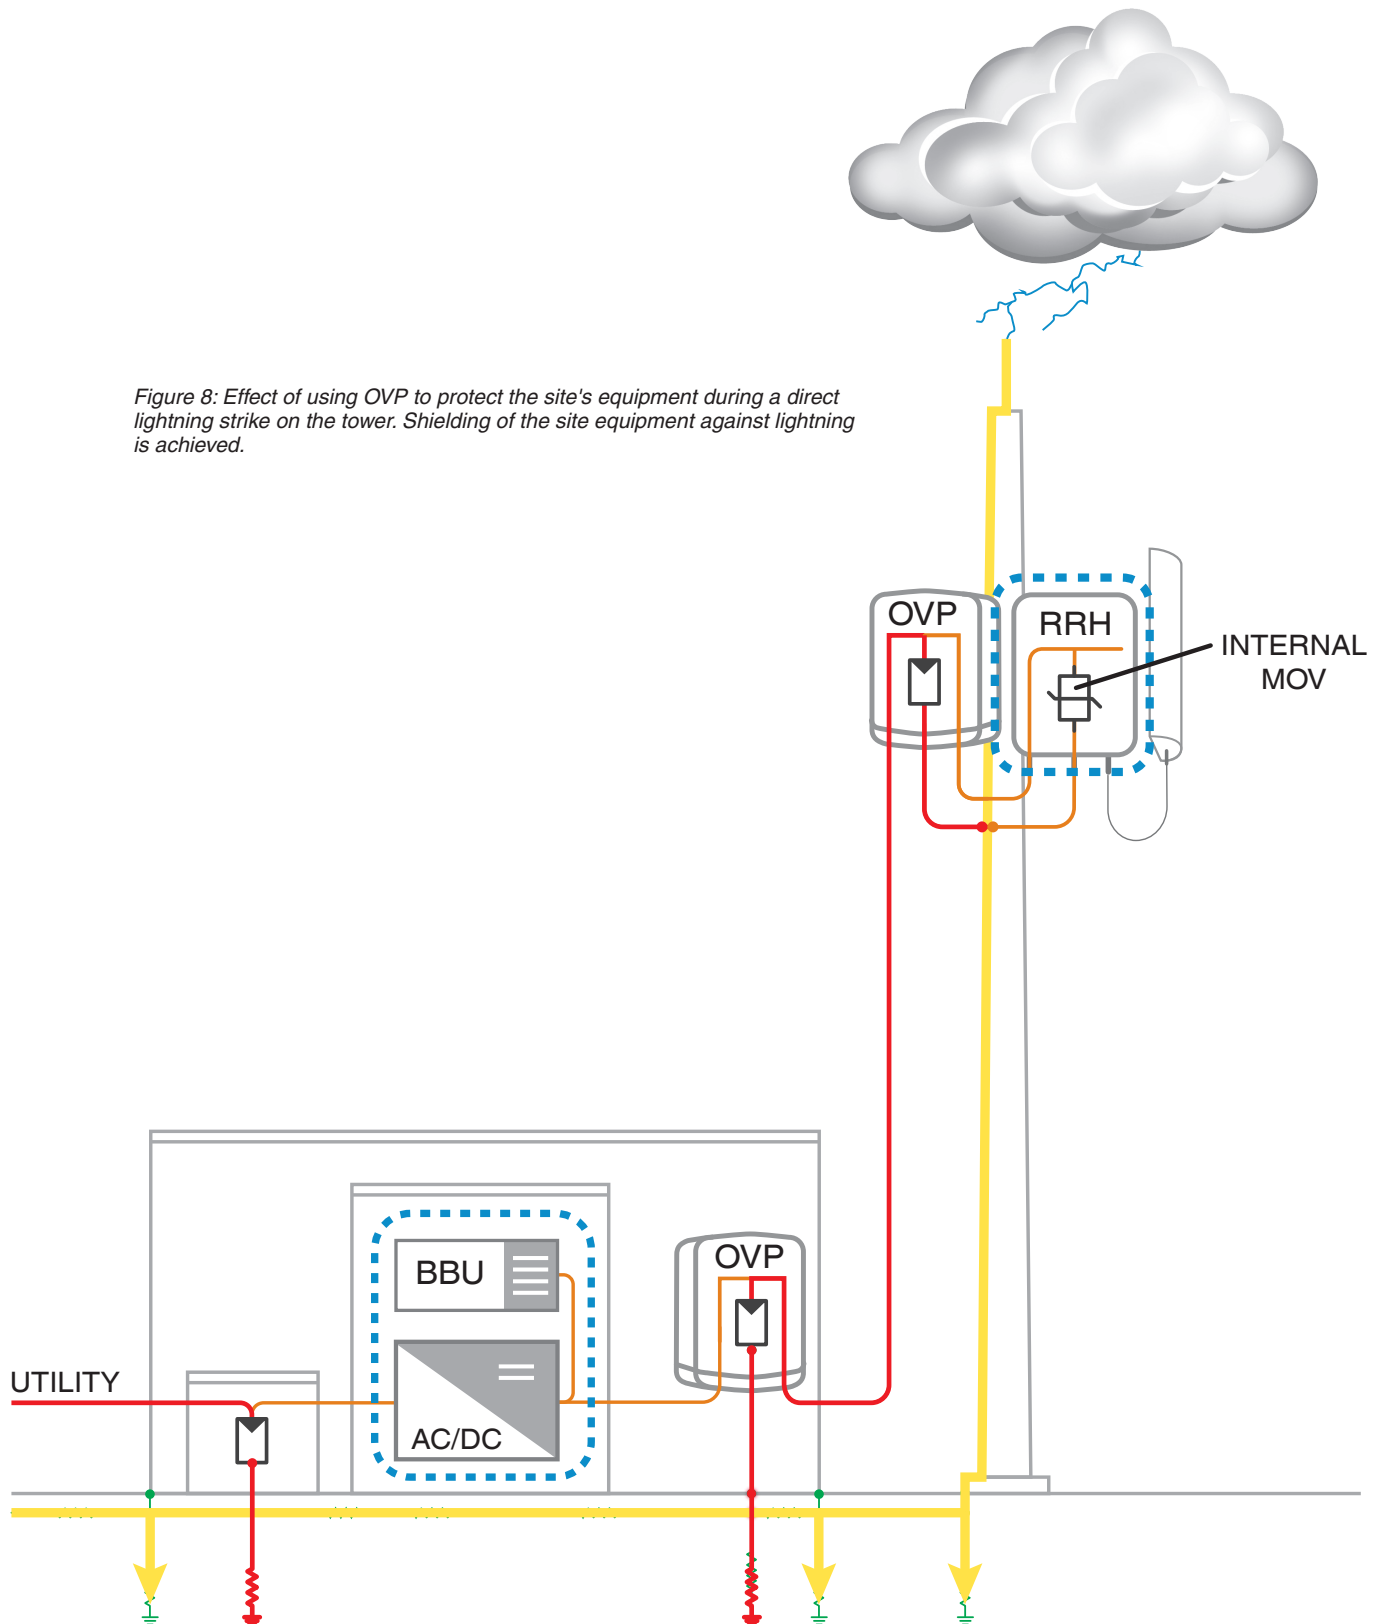 Figure 8: Effect of using OVP to protect the site's equipment during a direct
lightning strike on the tower. Shielding of the site equipment against lightning
is achieved.
OVP
RRH
INTERNAL
MOV
BBU
OVP
UTILITY
AC/DC